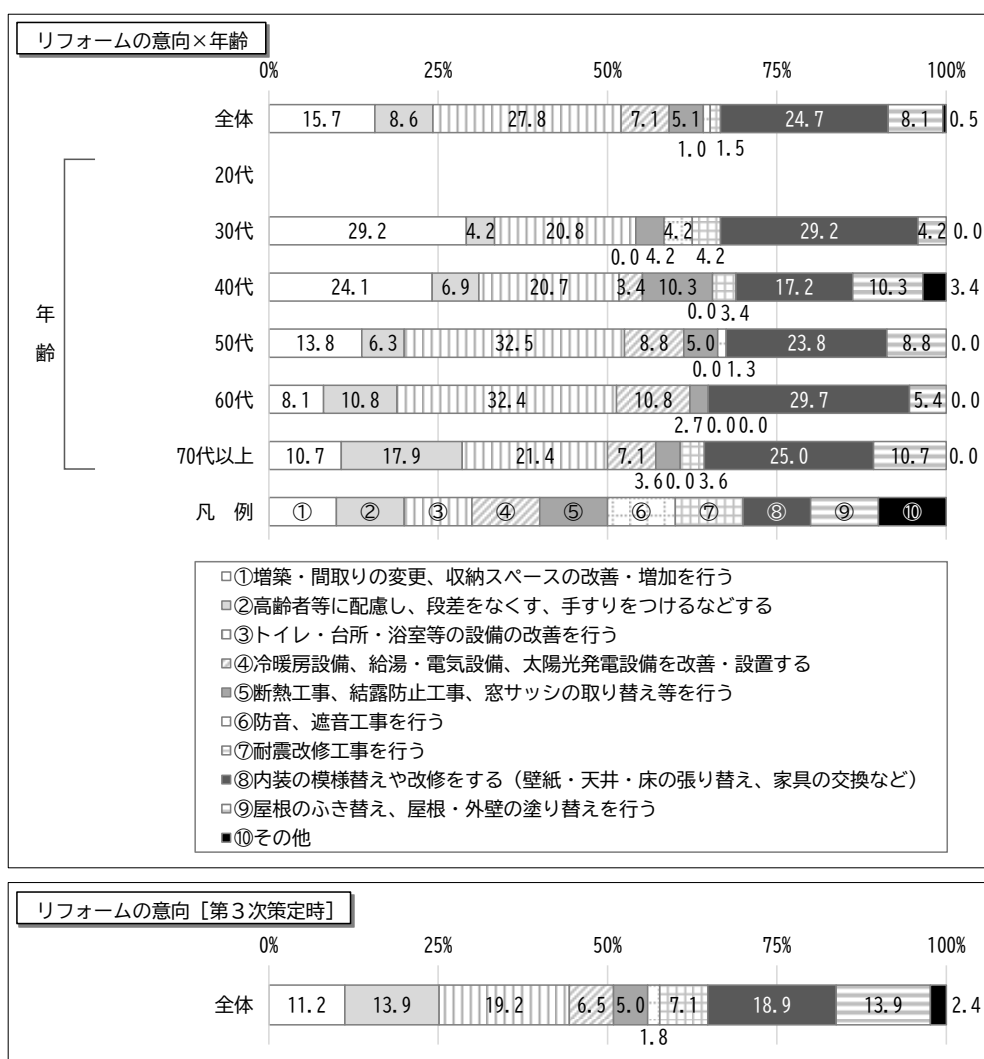 リフォームの意向×年齢
0% 25% 50% 75% 100%
全体 15.7 8.6 27.8 7.1 5.1 24.7 8.1 0.5
1.0 1.5
20代
30代 29.2 4.2 20.8 4.2 29.2 4.2 0.0
0.0 4.2 4.2
40代 24.1 6.9 20.7 3.4 10.3 17.2 10.3 3.4
0.0 3.4
50代 13.8 6.3 32.5 8.8 5.0 23.8 8.8 0.0
0.0 1.3
60代 8.1 10.8 32.4 10.8 29.7 5.4 0.0
2.7 0.0 0.0
70代以上 10.7 17.9 21.4 7.1 25.0 10.7 0.0
3.6 0.0 3.6
年齢
凡 例 ① ② ③ ④ ⑤ ⑥ ⑦ ⑧ ⑨ ⑩
①増築・間取りの変更、収納スペースの改善・増加を行う
②高齢者等に配慮し、段差をなくす、手すりをつけるなどする
③トイレ・台所・浴室等の設備の改善を行う
④冷暖房設備、給湯・電気設備、太陽光発電設備を改善・設置する
⑤断熱工事、結露防止工事、窓サッシの取り替え等を行う
⑥防音、遮音工事を行う
⑦耐震改修工事を行う
⑧内装の模様替えや改修をする（壁紙・天井・床の張り替え、家具の交換など）
⑨屋根のふき替え、屋根・外壁の塗り替えを行う
⑩その他
リフォームの意向［第３次策定時］
0% 25% 50% 75% 100%
全体 11.2 13.9 19.2 6.5 5.0 7.1 18.9 13.9 2.4
1.8